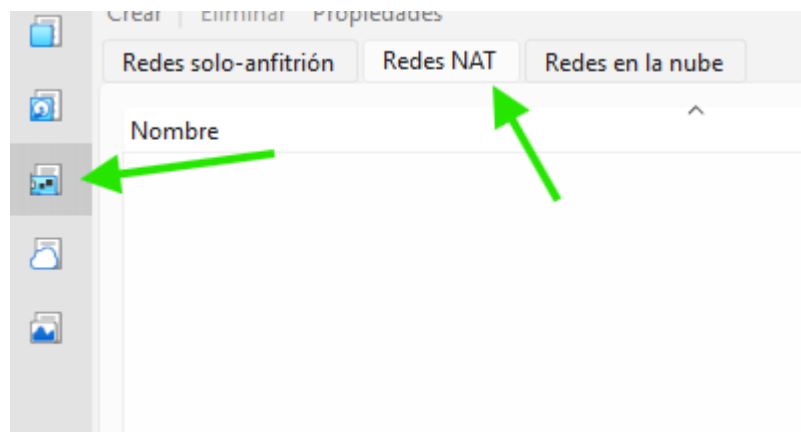 Crear Eliminar Propiedades
Redes solo-anfitrión Redes NAT Redes en la nube
Nombre